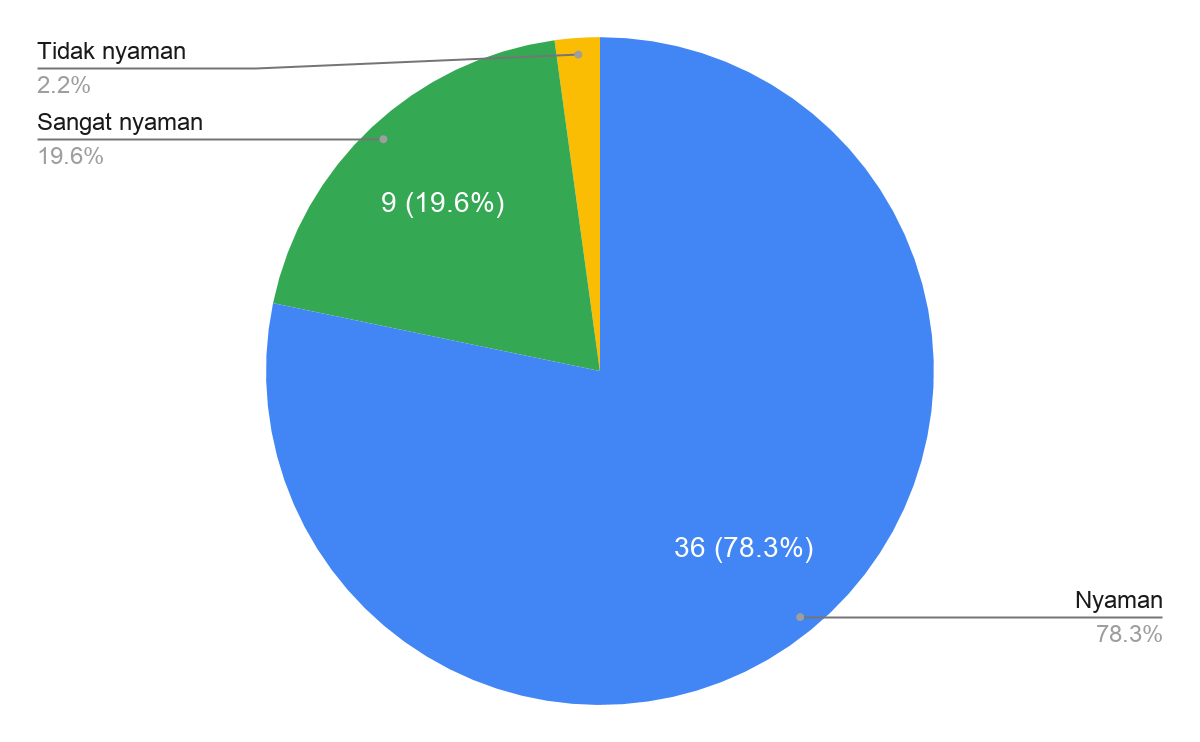 Tidak nyaman
2.2%
Sangat nyaman
19.6%
9 (19.6%)
36 (78.3%)
Nyaman
78.3%